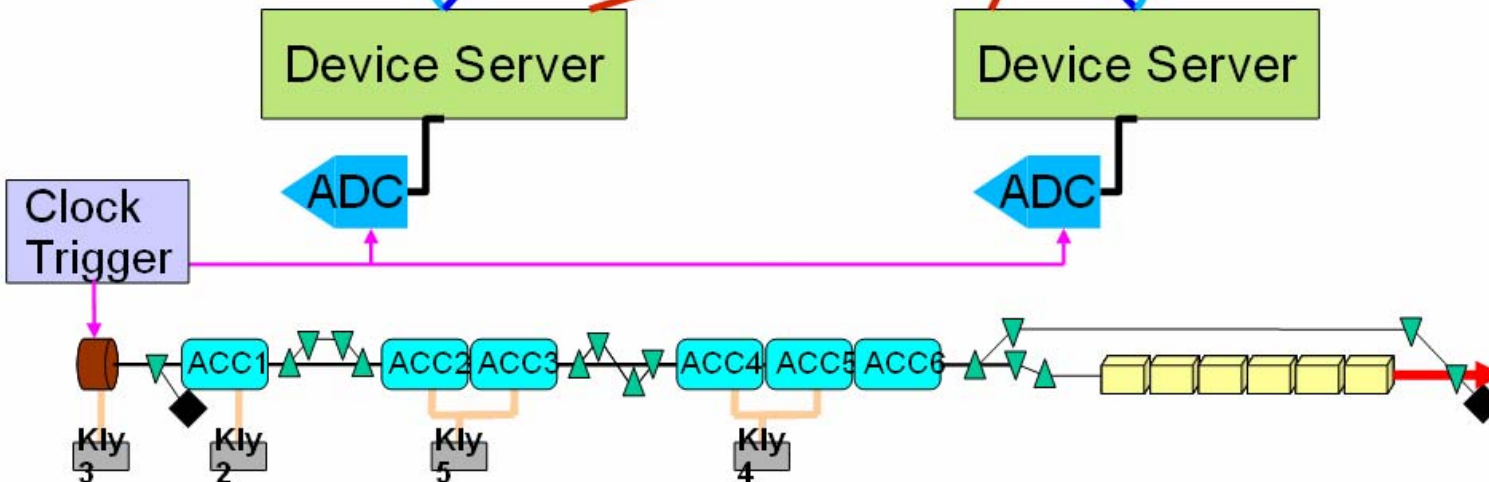 Device Server
Device Server
ADC
ADC
Clock
Trigger
ACC1
ACC2
ACC3
ACC4
ACC5
ACC6
Kly
3
Kly
2
Kly
5
Kly
4